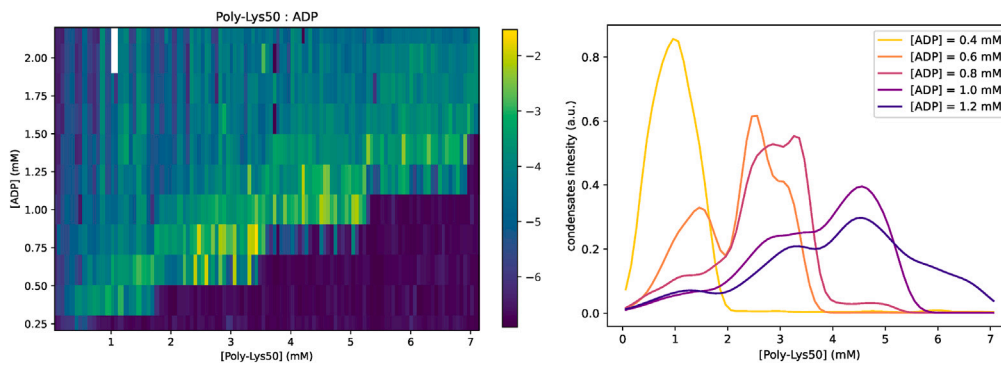 Poly-Lys50 : ADP
[ADP] (mM)
2.00
1.75
1.50
1.25
1.00
0.75
0.50
0.25
1 2 3 4 5 6 7
[Poly-Lys50] (mM)
−2
−3
−4
−5
−6
condensates intesity (a.u.)
0.8
0.6
0.4
0.2
0.0
0 1 2 3 4 5 6 7
[Poly-Lys50] (mM)
[ADP] = 0.4 mM
[ADP] = 0.6 mM
[ADP] = 0.8 mM
[ADP] = 1.0 mM
[ADP] = 1.2 mM